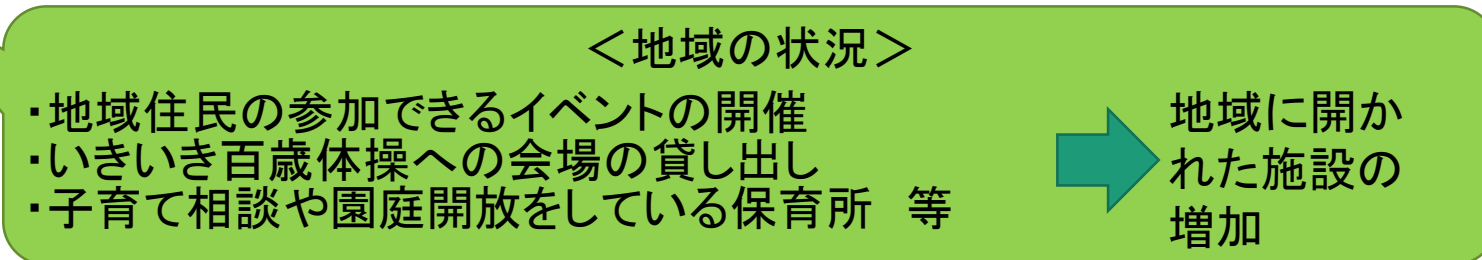 ＜地域の状況＞
・地域住民の参加できるイベントの開催
・いきいき百歳体操への会場の貸し出し
・子育て相談や園庭開放をしている保育所　等
地域に開か
れた施設の
増加